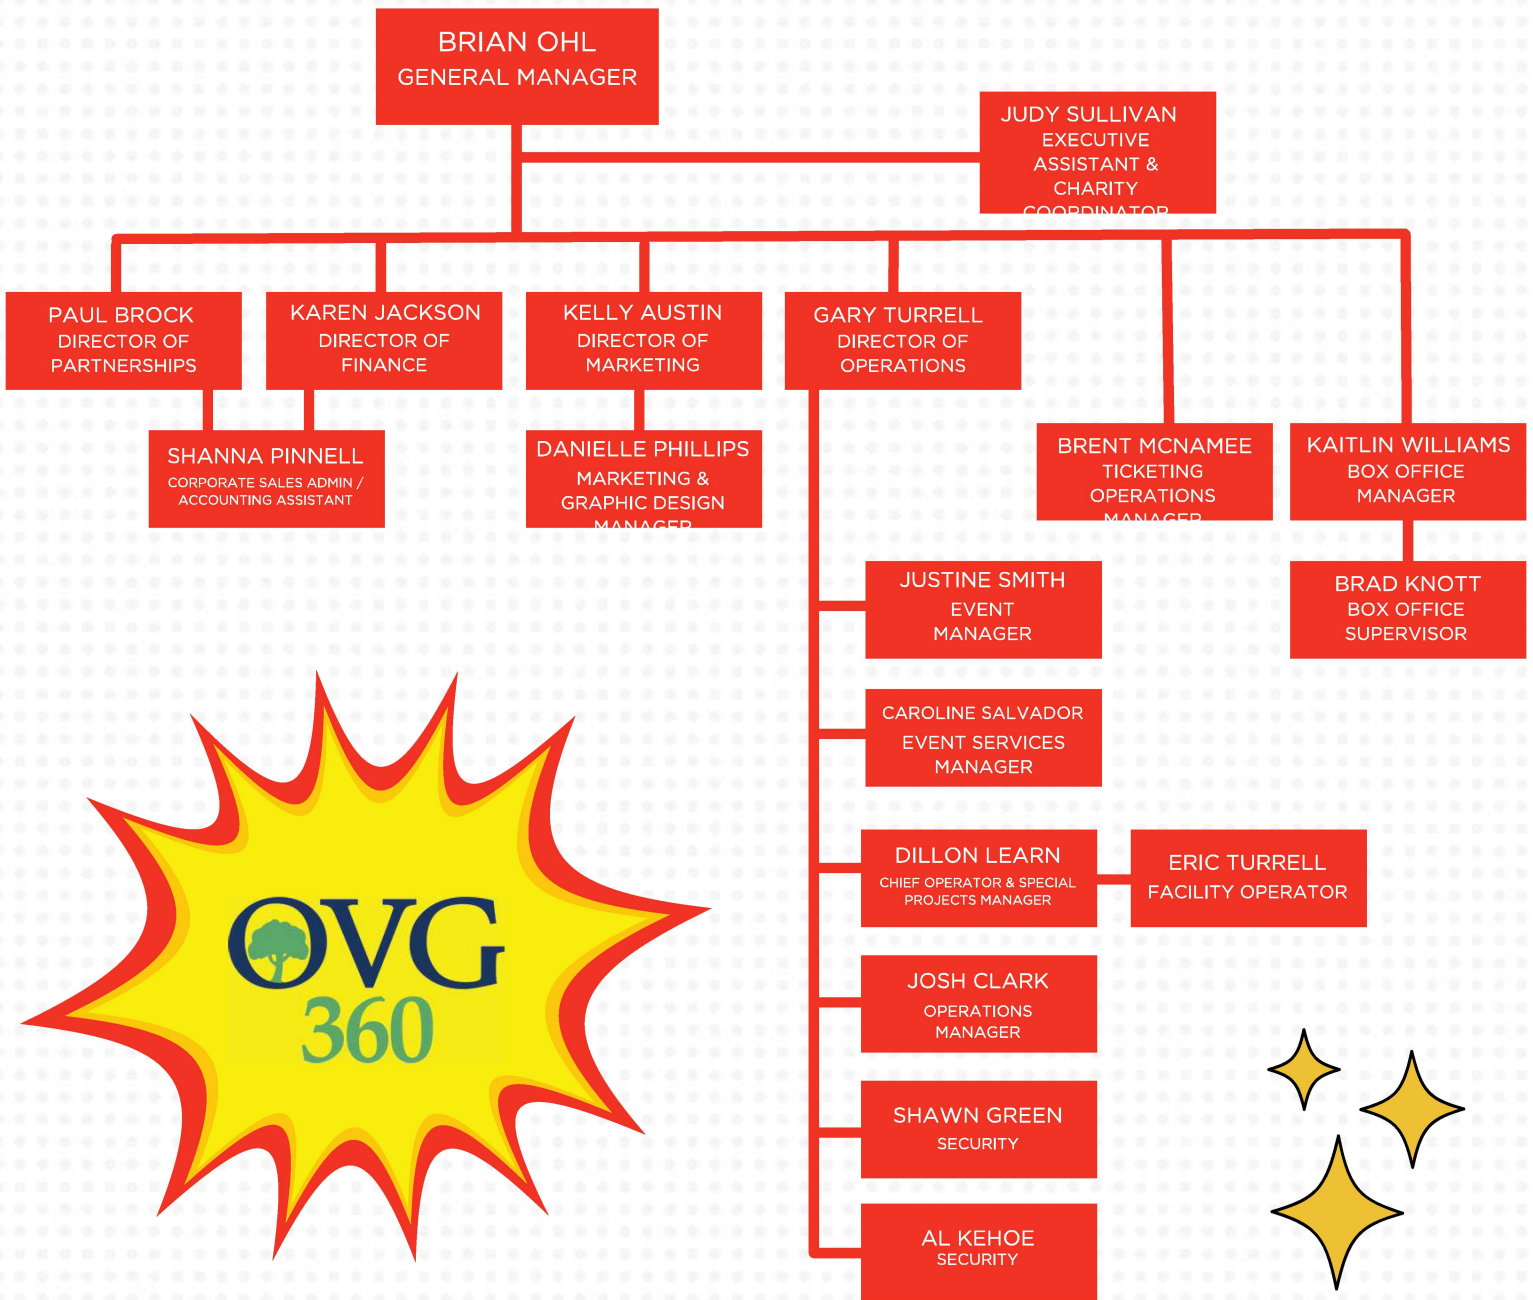 BRIAN OHL
GENERAL MANAGER
JUDY SULLIVAN
EXECUTIVE
ASSISTANT &
CHARITY
COORDINATOR
PAUL BROCK
DIRECTOR OF
PARTNERSHIPS
KAREN JACKSON
DIRECTOR OF
FINANCE
KELLY AUSTIN
DIRECTOR OF
MARKETING
GARY TURRELL
DIRECTOR OF
OPERATIONS
SHANNA PINNELL
CORPORATE SALES ADMIN /
ACCOUNTING ASSISTANT
DANIELLE PHILLIPS
MARKETING &
GRAPHIC DESIGN
MANAGER
BRENT MCNAMEE
TICKETING
OPERATIONS
MANAGER
KAITLIN WILLIAMS
BOX OFFICE
MANAGER
JUSTINE SMITH
EVENT
MANAGER
BRAD KNOTT
BOX OFFICE
SUPERVISOR
CAROLINE SALVADOR
EVENT SERVICES
MANAGER
DILLON LEARN
CHIEF OPERATOR & SPECIAL
PROJECTS MANAGER
ERIC TURRELL
FACILITY OPERATOR
JOSH CLARK
OPERATIONS
MANAGER
SHAWN GREEN
SECURITY
AL KEHOE
SECURITY
OVG
360